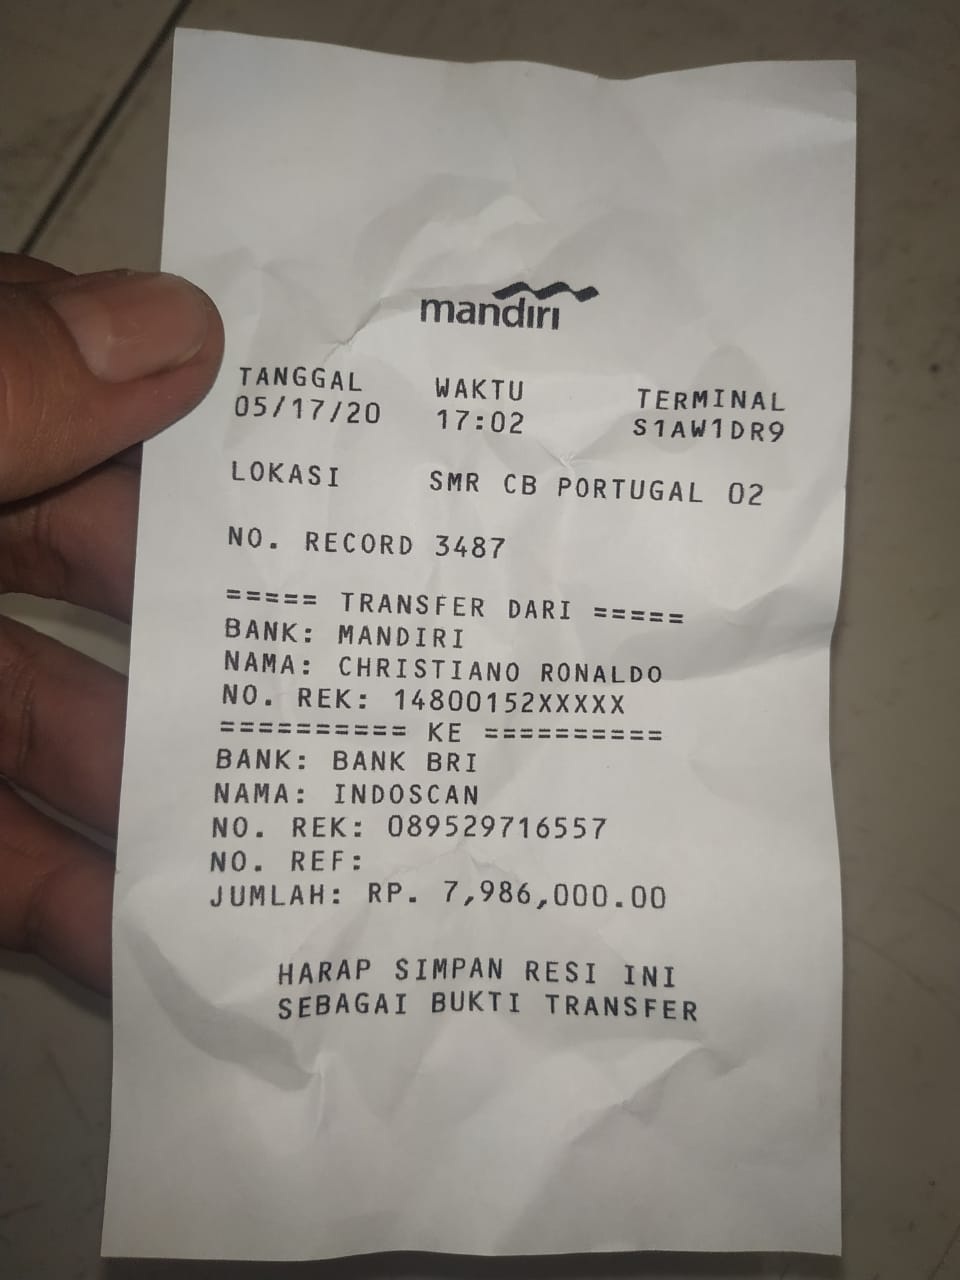 mandiri
TANGGAL WAKTU TERMINAL
05/17/20 17:02 S1AW1DR9
LOKASI SMR CB PORTUGAL 02
NO. RECORD 3487
===== TRANSFER DARI =====
BANK: MANDIRI
NAMA: CHRISTIANO RONALDO
NO. REK: 14800152XXXXX
========== KE ==========
BANK: BANK BRI
NAMA: INDOSCAN
NO. REK: 089529716557
NO. REF:
JUMLAH: RP. 7,986,000.00
HARAP SIMPAN RESI INI
SEBAGAI BUKTI TRANSFER